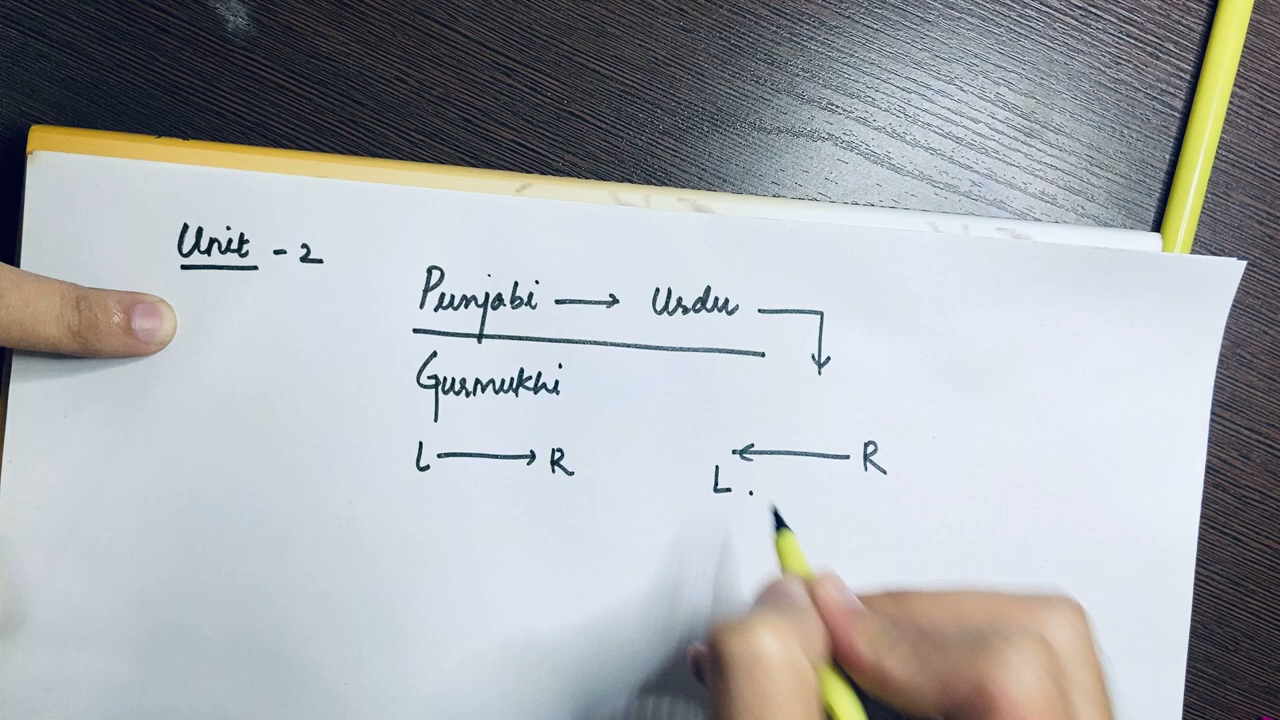 Unit - 2
Punjabi → Urdu
Gurmukhi
L → R
L. ← R